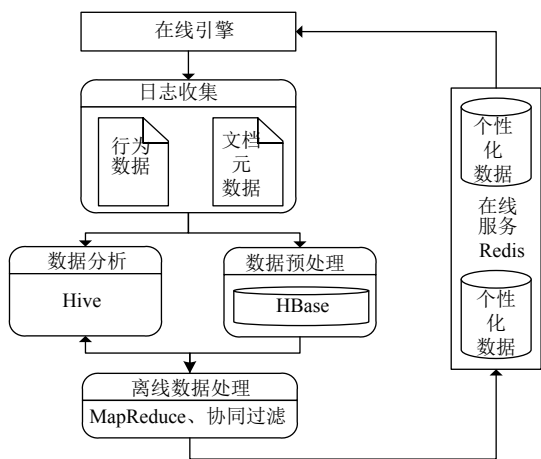 在线引擎
日志收集
行为
数据
文档
元
数据
个性
化
数据
在线
服务
Redis
个性
化
数据
数据分析
Hive
数据预处理
HBase
离线数据处理
MapReduce、协同过滤